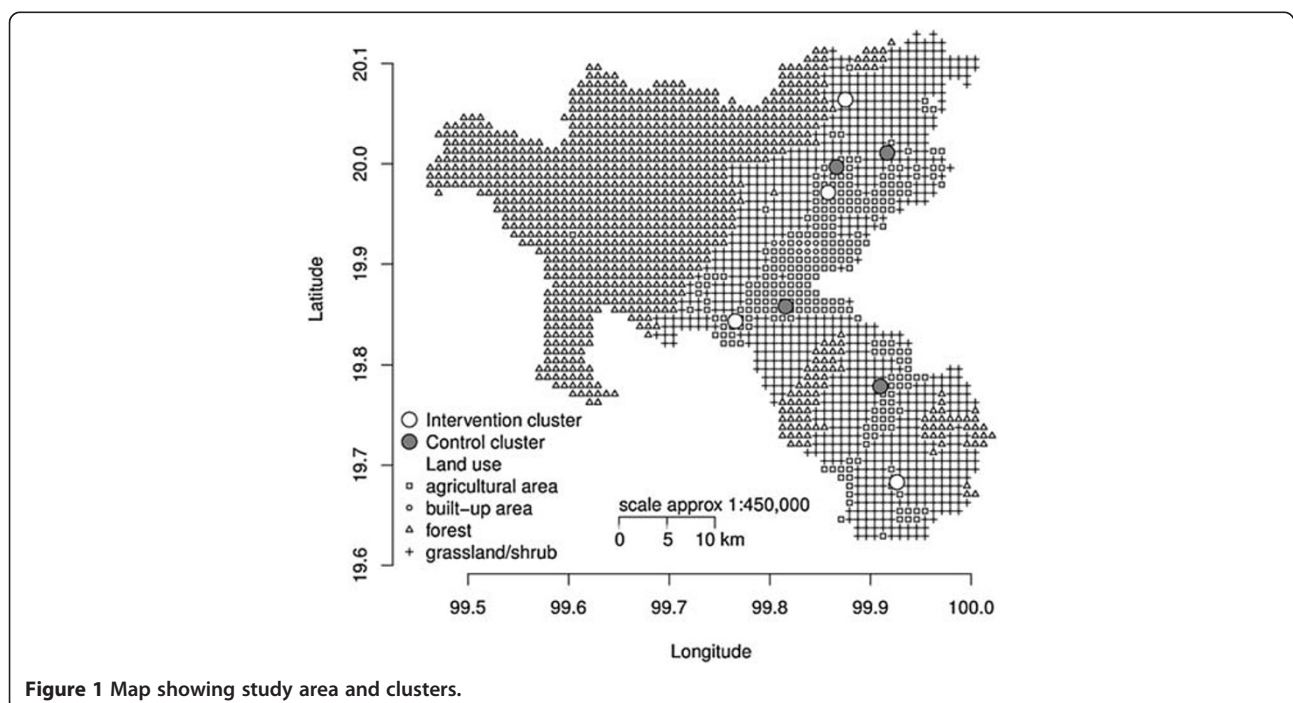 20.1
20.0
19.9
19.8
19.7
19.6
Latitude
Intervention cluster
Control cluster
Land use
agricultural area
built-up area
forest
grassland/shrub
scale approx 1:450,000
0 5 10 km
99.5 99.6 99.7 99.8 99.9 100.0
Longitude
Figure 1 Map showing study area and clusters.